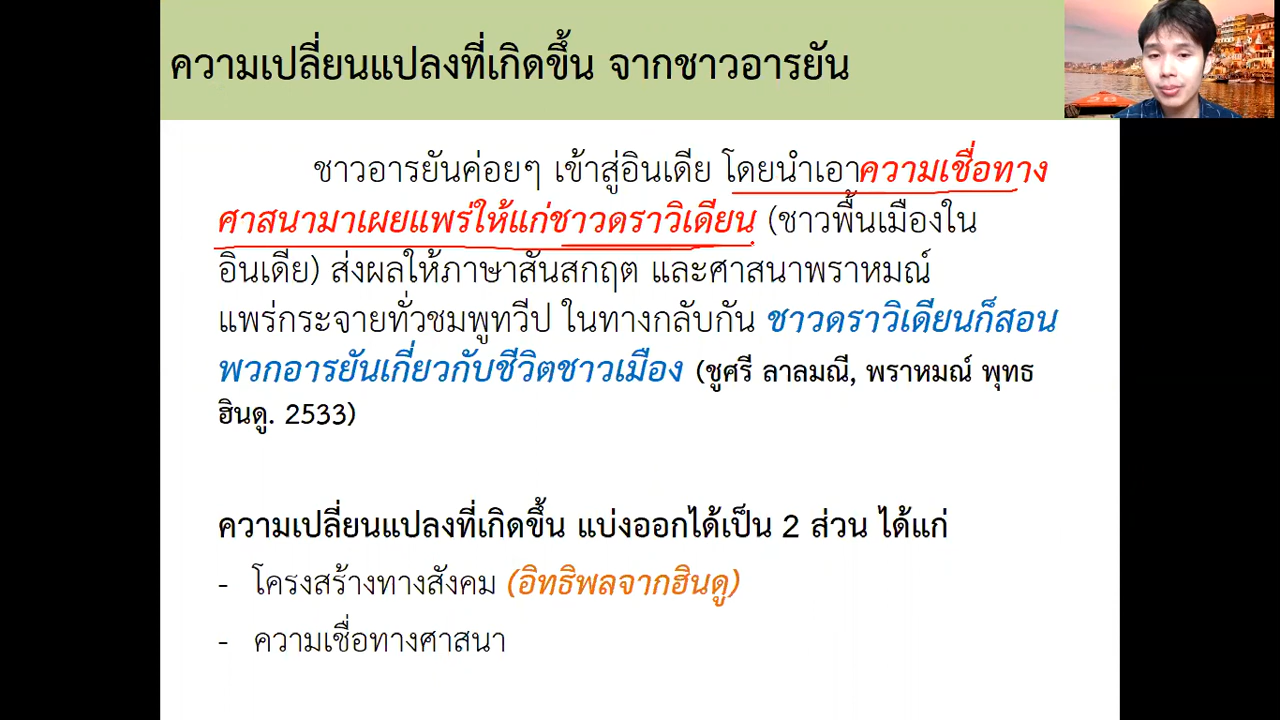 ความเปลี่ยนแปลงที่เกิดขึ้น จากชาวอารยัน
ชาวอารยันค่อยๆ เข้าสู่อินเดีย โดยนำเอาความเชื่อทาง
ศาสนามาเผยแพร่ให้แก่ชาวดราวิเดียน (ชาวพื้นเมืองใน
อินเดีย) ส่งผลให้ภาษาสันสกฤต และศาสนาพราหมณ์
แพร่กระจายทั่วชมพูทวีป ในทางกลับกัน ชาวดราวิเดียนก็สอน
พวกอารยันเกี่ยวกับชีวิตชาวเมือง (ชูศรี ลาลมณี, พราหมณ์ พุทธ
ฮินดู. 2533)
ความเปลี่ยนแปลงที่เกิดขึ้น แบ่งออกได้เป็น 2 ส่วน ได้แก่
- โครงสร้างทางสังคม (อิทธิพลจากฮินดู)
- ความเชื่อทางศาสนา